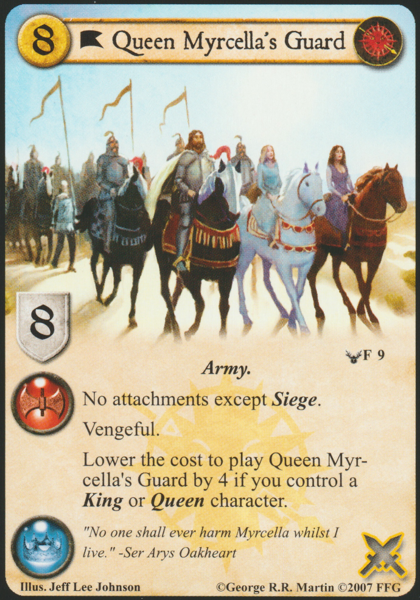 8 Queen Myrcella's Guard
8
F 9
Army.
No attachments except Siege.
Vengeful.
Lower the cost to play Queen Myr-
cella's Guard by 4 if you control a
King or Queen character.
"No one shall ever harm Myrcella whilst I
live." -Ser Arys Oakheart
Illus. Jeff Lee Johnson ©George R.R. Martin ©2007 FFG